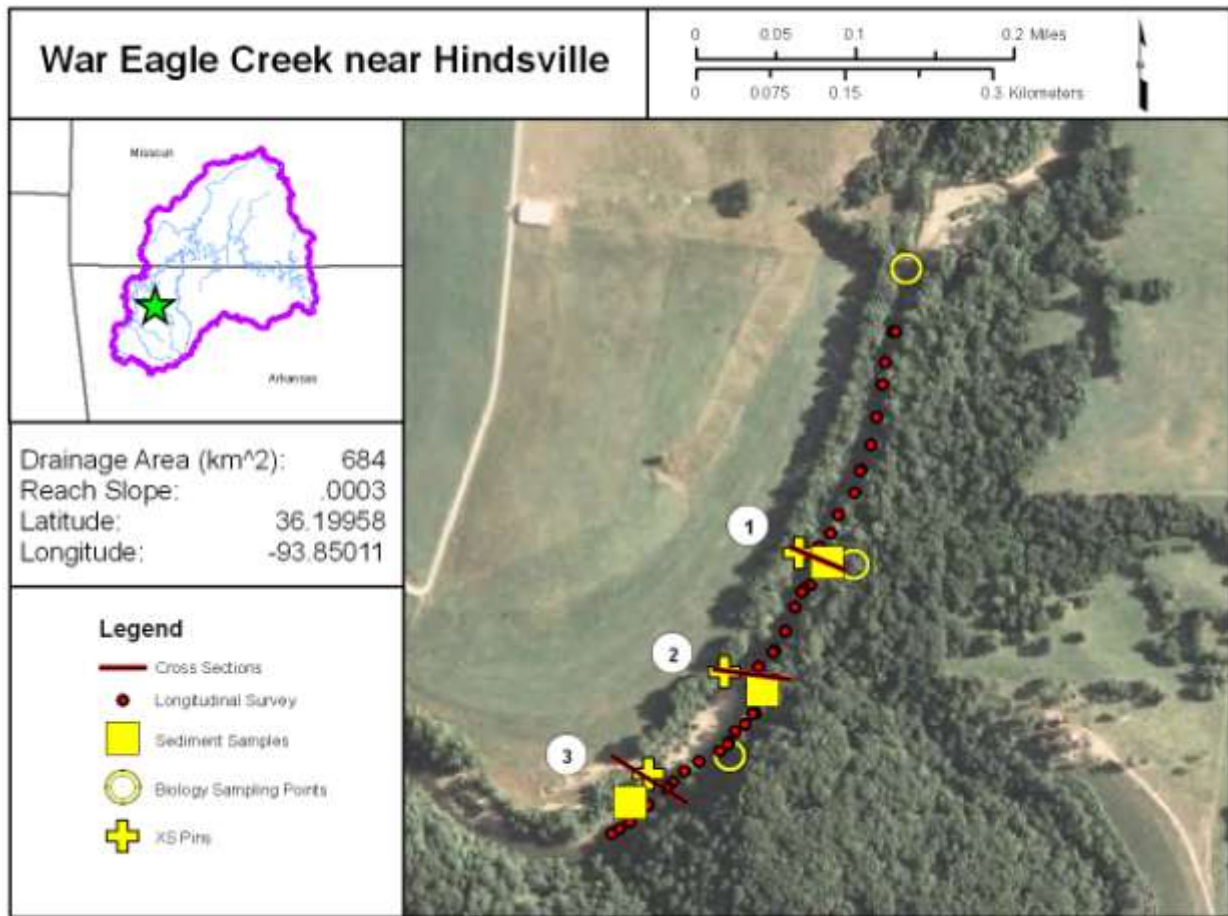 War Eagle Creek near Hindsville
0 0.05 0.1 0.2 Miles
0 0.075 0.15 0.3 Kilometers
Missouri
Arkansas
Drainage Area (km^2): 684
Reach Slope: .0003
Latitude: 36.19958
Longitude: -93.85011
1
2
3
Legend
Cross Sections
Longitudinal Survey
Sediment Samples
Biology Sampling Points
XS Pins